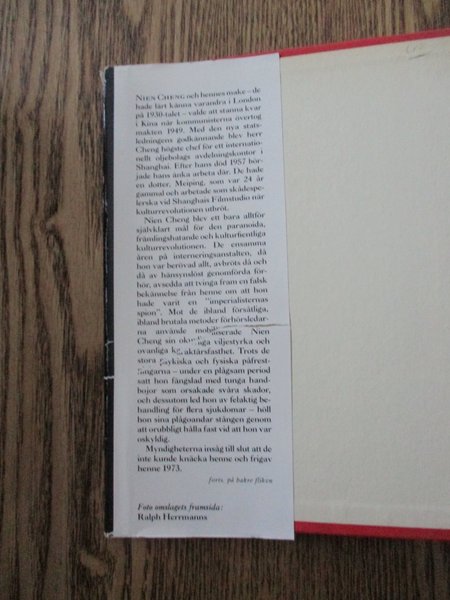 NIEN CHENG och hennes make – de
hade lärt känna varandra i London
på 1930-talet – valde att stanna kvar
i Kina när kommunisterna övertog
makten 1949. Med den nya stats-
ledningens godkännande blev herr
Cheng högste chef för ett internatio-
nellt oljebolags avdelningskontor i
Shanghai. Efter hans död 1957 bör-
jade hans änka arbeta där. De hade
en dotter, Meiping, som var 24 år
gammal och arbetade som skådespe-
lerska vid Shanghais Filmstudio när
kulturrevolutionen utbröt.
Nien Cheng blev ett bara alltför
självklart mål för den paranoida,
främlingshatande och kulturfientliga
kulturrevolutionen. De ensamma
åren på interneringsanstalten, då
hon var berövad allt, avbröts då och
då av hänsynslöst genomförda för-
hör, avsedda att tvinga fram en falsk
bekännelse från henne om att hon
hade varit en "imperialisternas
spion". Mot de ibland försåtliga,
ibland brutala metoder förhörsledar-
na använde mobiliserade Nien
Cheng sin viljestyrka och
ovanliga karaktärsfasthet. Trots de
stora psykiska och fysiska påfrest-
ningarna – under en plågsam period
satt hon fängslad med tunga hand-
bojor som orsakade svåra skador,
och dessutom led hon av felaktig be-
handling för flera sjukdomar – höll
hon sina plågoandar stången genom
att orubbligt hålla fast vid att hon var
oskyldig.
Myndigheterna insåg till slut att de
inte kunde knäcka henne och frigav
henne 1973.
forts. på bakre fliken
Foto omslagets framsida:
Ralph Herrmanns